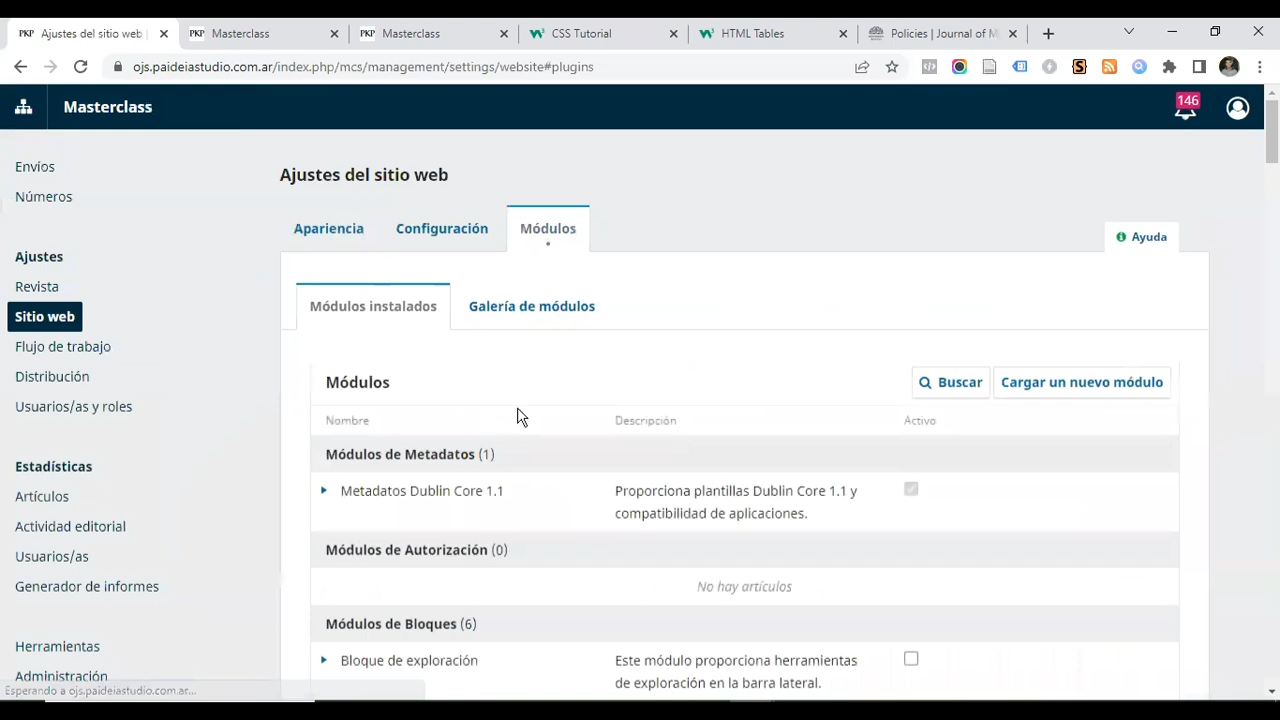 Ajustes del sitio web |
PKP Masterclass
PKP Masterclass
CSS Tutorial
HTML Tables
Policies | Journal of M
ojs.paideiastudio.com.ar/index.php/mcs/management/settings/website#plugins
Masterclass
146
Envíos
Números
Ajustes
Revista
Sitio web
Flujo de trabajo
Distribución
Usuarios/as y roles
Estadísticas
Artículos
Actividad editorial
Usuarios/as
Generador de informes
Herramientas
Administración
Esperando a ojs.paideiastudio.com.ar...
Ajustes del sitio web
Apariencia
Configuración
Módulos
Ayuda
Módulos instalados
Galería de módulos
Módulos
Buscar
Cargar un nuevo módulo
Nombre
Descripción
Activo
Módulos de Metadatos (1)
Metadatos Dublin Core 1.1
Proporciona plantillas Dublin Core 1.1 y
compatibilidad de aplicaciones.
Módulos de Autorización (0)
No hay artículos
Módulos de Bloques (6)
Bloque de exploración
Este módulo proporciona herramientas
de exploración en la barra lateral.